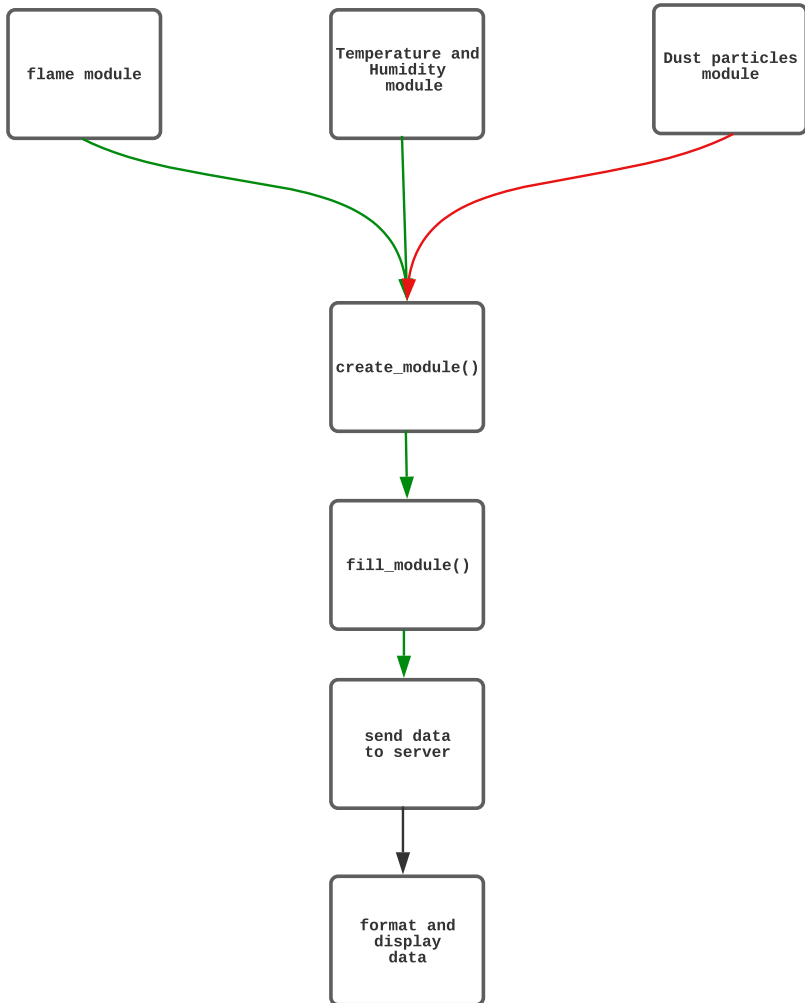 flame module
Temperature and
Humidity
module
Dust particles
module
create_module()
fill_module()
send data
to server
format and
display
data